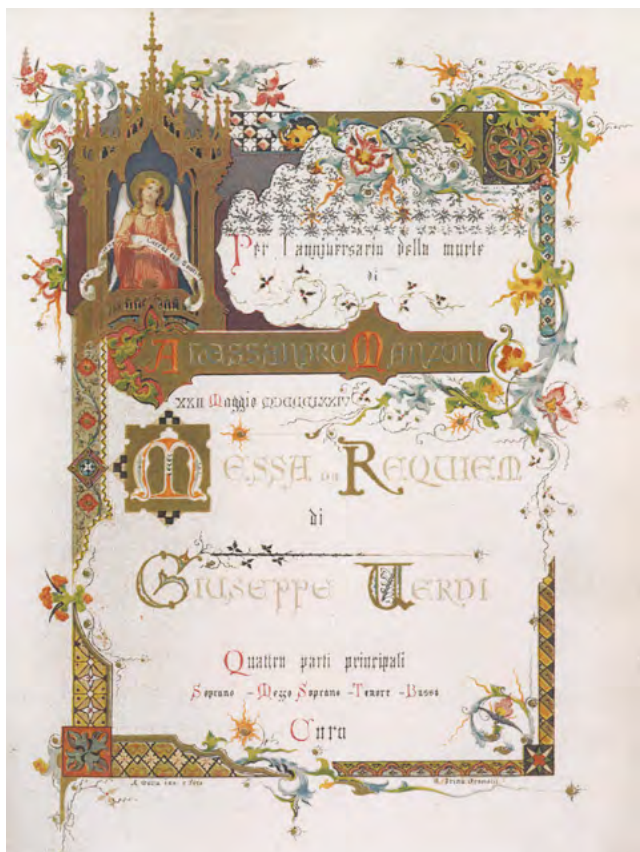 Per l'anniversario della morte
di
Alessandro Manzoni
XXII Maggio MDCCCLXXIV
Messa da Requiem
di
Giuseppe Verdi
Quattro parti principali
Soprano - Mezzo Soprano - Tenore - Basso
Coro